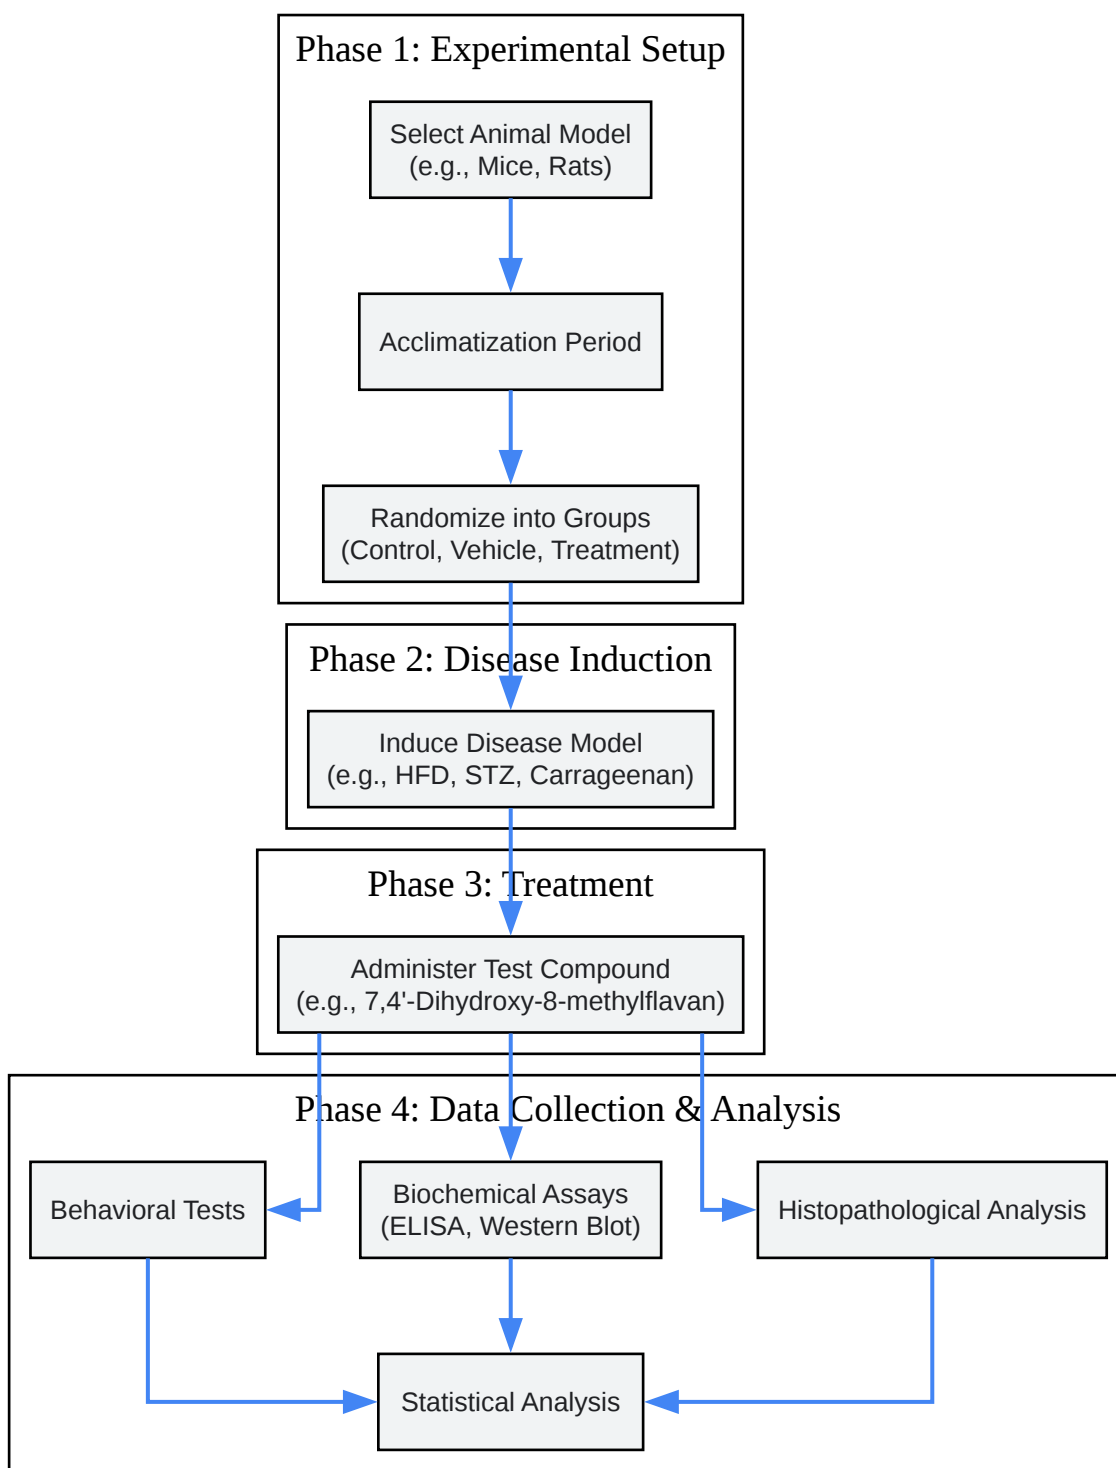 Phase 1: Experimental Setup
Select Animal Model
(e.g., Mice, Rats)
Acclimatization Period
Randomize into Groups
(Control, Vehicle, Treatment)
Phase 2: Disease Induction
Induce Disease Model
(e.g., HFD, STZ, Carrageenan)
Phase 3: Treatment
Administer Test Compound
(e.g., 7,4'-Dihydroxy-8-methylflavan)
Phase 4: Data Collection & Analysis
Behavioral Tests
Biochemical Assays
(ELISA, Western Blot)
Histopathological Analysis
Statistical Analysis